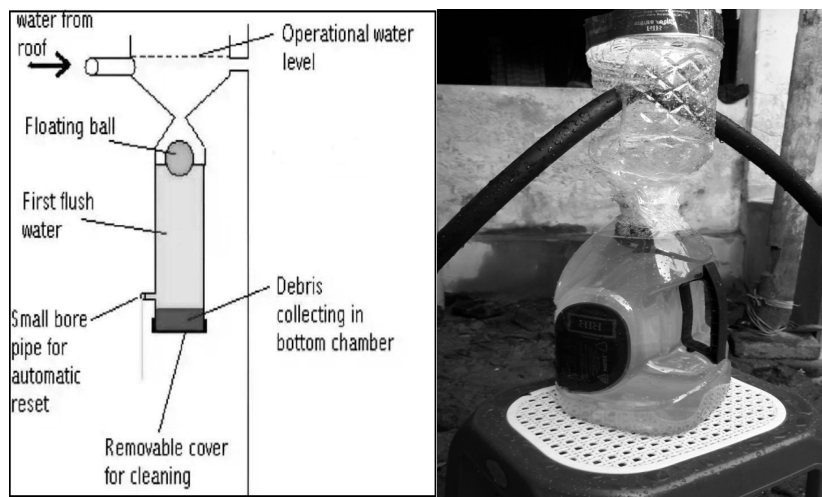 water from
roof
Operational water
level
Floating ball
First flush
water
Debris
collecting in
bottom chamber
Small bore
pipe for
automatic
reset
Removable cover
for cleaning